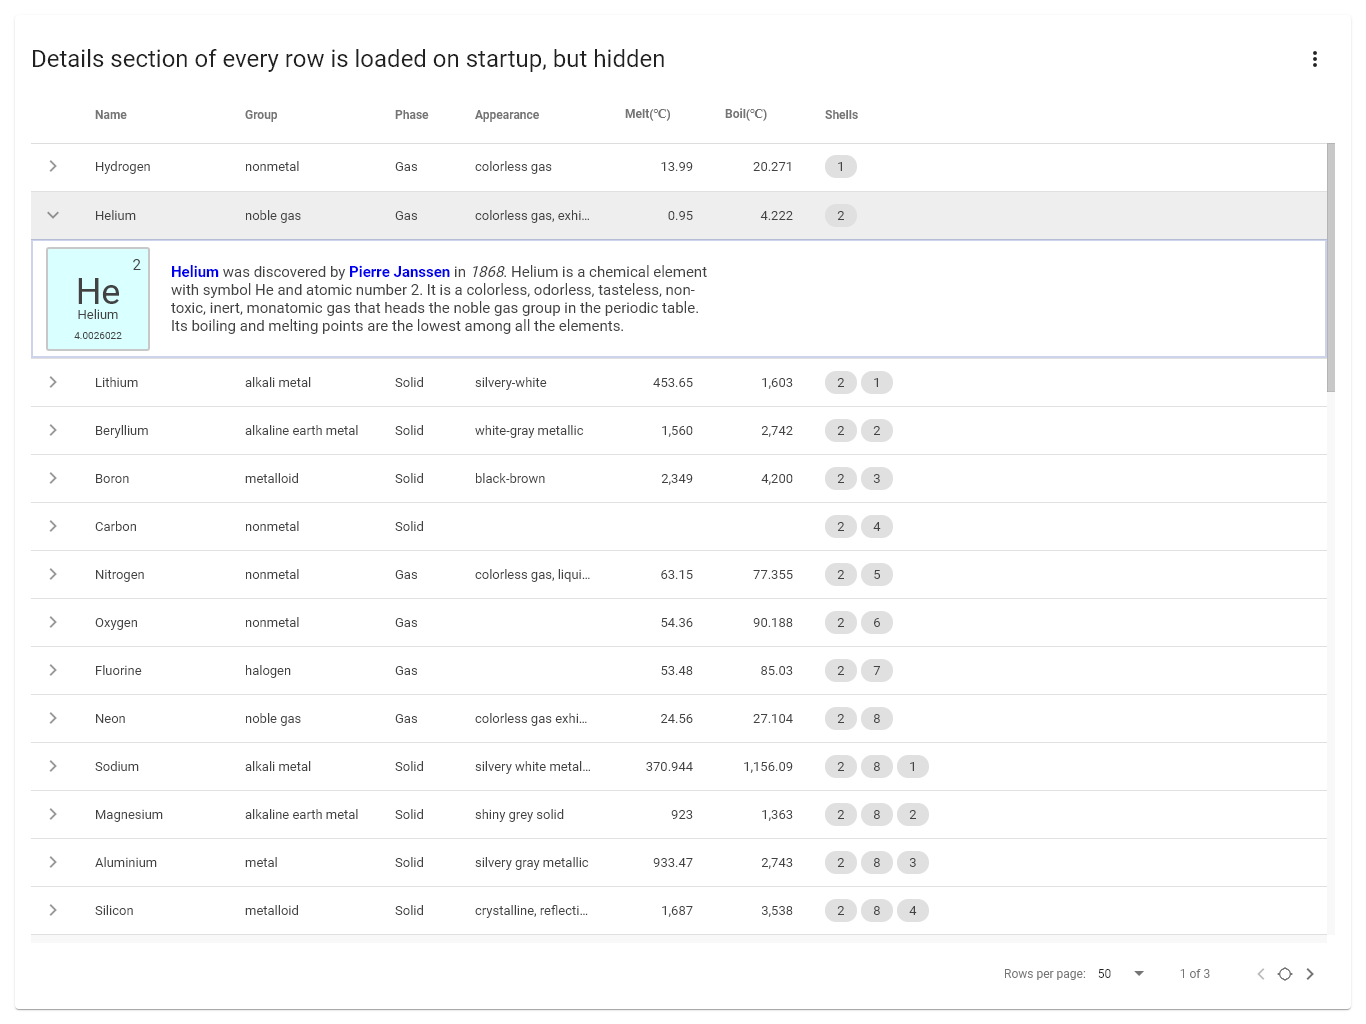 Details section of every row is loaded on startup, but hidden
Name Group Phase Appearance Melt(℃) Boil(℃) Shells
Hydrogen nonmetal Gas colorless gas 13.99 20.271 1
Helium noble gas Gas colorless gas, exhi... 0.95 4.222 2
2
He
Helium
4.0026022
Helium was discovered by Pierre Janssen in 1868. Helium is a chemical element
with symbol He and atomic number 2. It is a colorless, odorless, tasteless, non-
toxic, inert, monatomic gas that heads the noble gas group in the periodic table.
Its boiling and melting points are the lowest among all the elements.
Lithium alkali metal Solid silvery-white 453.65 1,603 2 1
Beryllium alkaline earth metal Solid white-gray metallic 1,560 2,742 2 2
Boron metalloid Solid black-brown 2,349 4,200 2 3
Carbon nonmetal Solid 2 4
Nitrogen nonmetal Gas colorless gas, liqui... 63.15 77.355 2 5
Oxygen nonmetal Gas 54.36 90.188 2 6
Fluorine halogen Gas 53.48 85.03 2 7
Neon noble gas Gas colorless gas exhi... 24.56 27.104 2 8
Sodium alkali metal Solid silvery white metal... 370.944 1,156.09 2 8 1
Magnesium alkaline earth metal Solid shiny grey solid 923 1,363 2 8 2
Aluminium metal Solid silvery gray metallic 933.47 2,743 2 8 3
Silicon metalloid Solid crystalline, reflecti... 1,687 3,538 2 8 4
Rows per page: 50 1 of 3